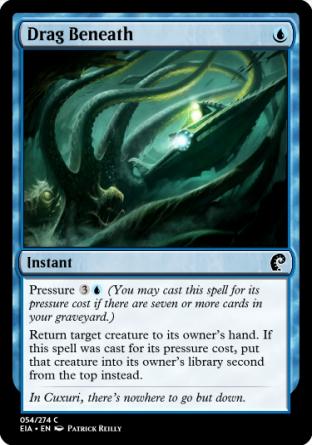 Drag Beneath
Instant
Pressure 3 (You may cast this spell for its
pressure cost if there are seven or more cards in
your graveyard.)
Return target creature to its owner's hand. If
this spell was cast for its pressure cost, put
that creature into its owner's library second
from the top instead.
In Cuxuri, there's nowhere to go but down.
054/274 C
EIA • EN Patrick Reilly